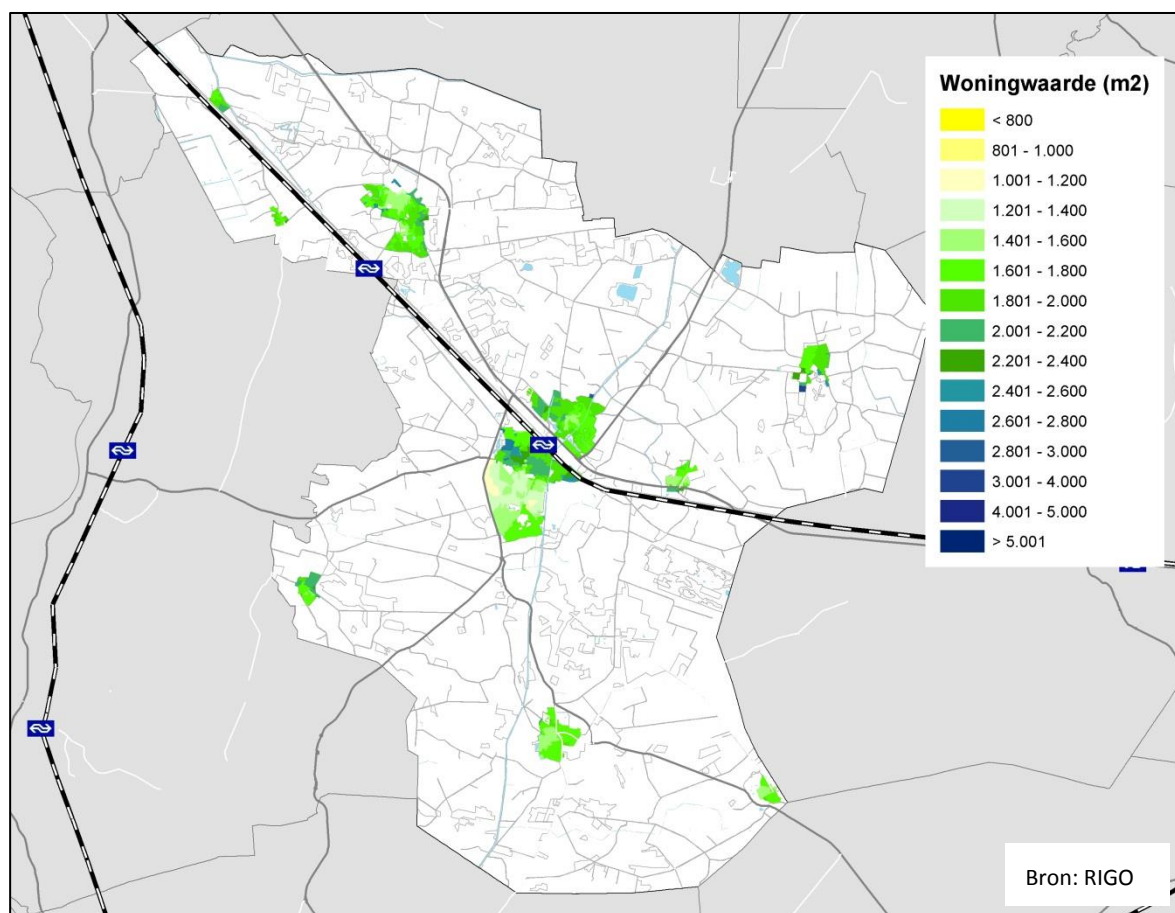 Woningwaarde (m2)
< 800
801 - 1.000
1.001 - 1.200
1.201 - 1.400
1.401 - 1.600
1.601 - 1.800
1.801 - 2.000
2.001 - 2.200
2.201 - 2.400
2.401 - 2.600
2.601 - 2.800
2.801 - 3.000
3.001 - 4.000
4.001 - 5.000
> 5.001
Bron: RIGO